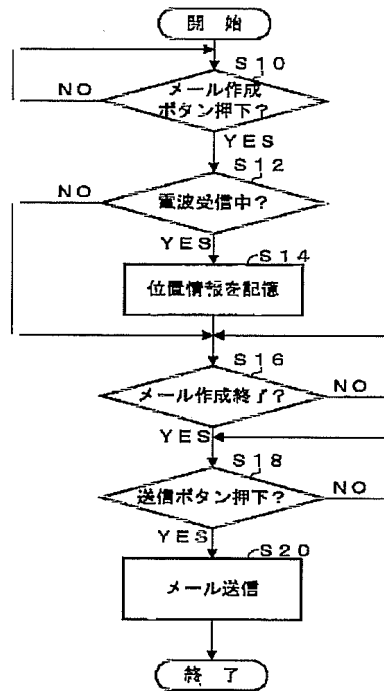 開 始
S10
メール作成
ボタン押下?
NO
YES
S12
電波受信中?
NO
YES
S14
位置情報を記憶
S16
メール作成終了?
NO
YES
S18
送信ボタン押下?
NO
YES
S20
メール送信
終 了